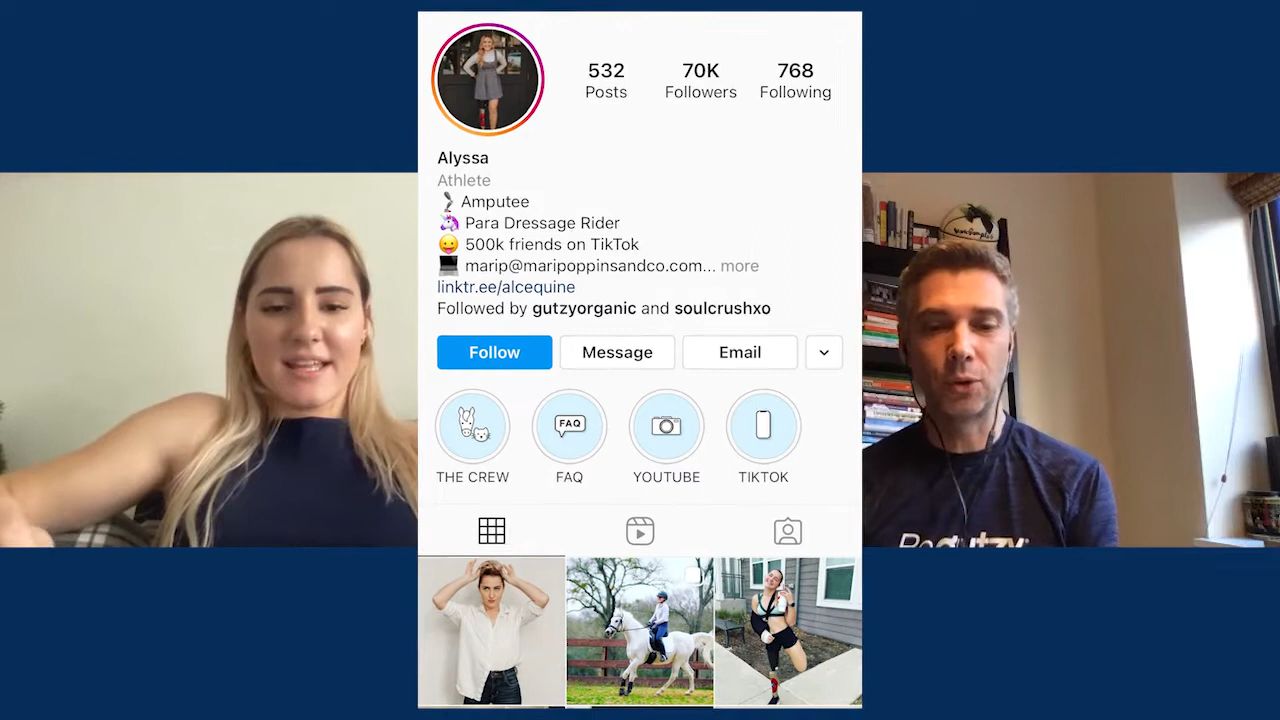 532
70K
768
Posts
Followers
Following
Alyssa
Athlete
Amputee
Para Dressage Rider
500k friends on TikTok
marip@maripoppinsandco.com... more
linktr.ee/alcequine
Followed by gutzyorganic and soulcrushxo
Follow
Message
Email
FAQ
THE CREW
FAQ
YOUTUBE
TIKTOK